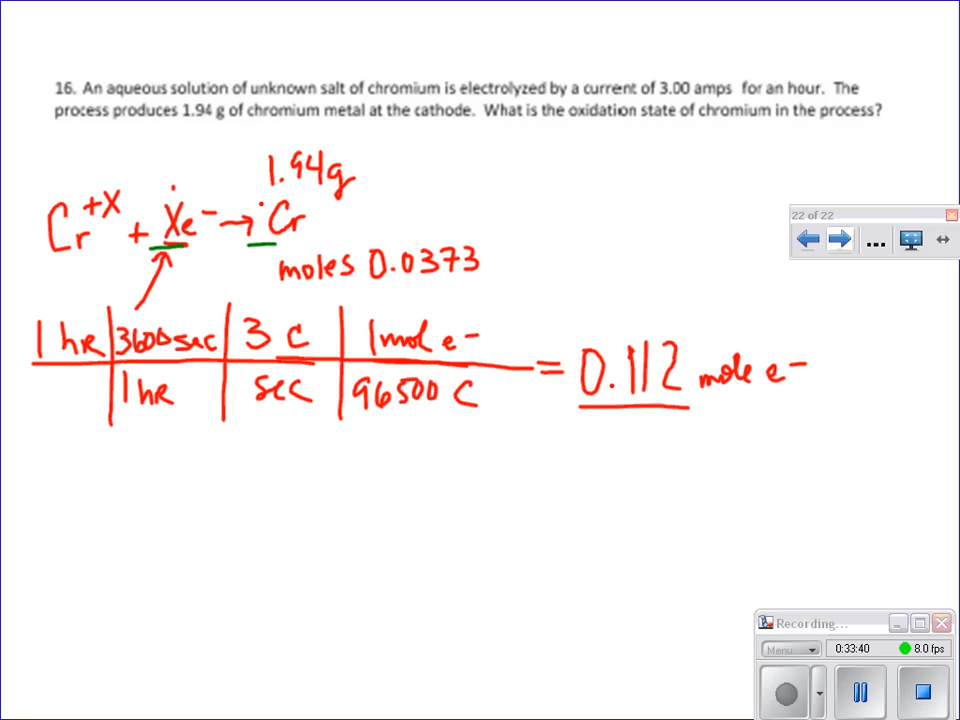 16. An aqueous solution of unknown salt of chromium is electrolyzed by a current of 3.00 amps for an hour. The
process produces 1.94 g of chromium metal at the cathode. What is the oxidation state of chromium in the process?
1.94g
Cr+X + Xe- → Cr
moles 0.0373
1 hr 3600 sec 3 C 1 mol e-
1 hr sec 96500 C
= 0.112 mole e-
22 of 22
...
Recording...
Menu 0:33:40 8.0 fps